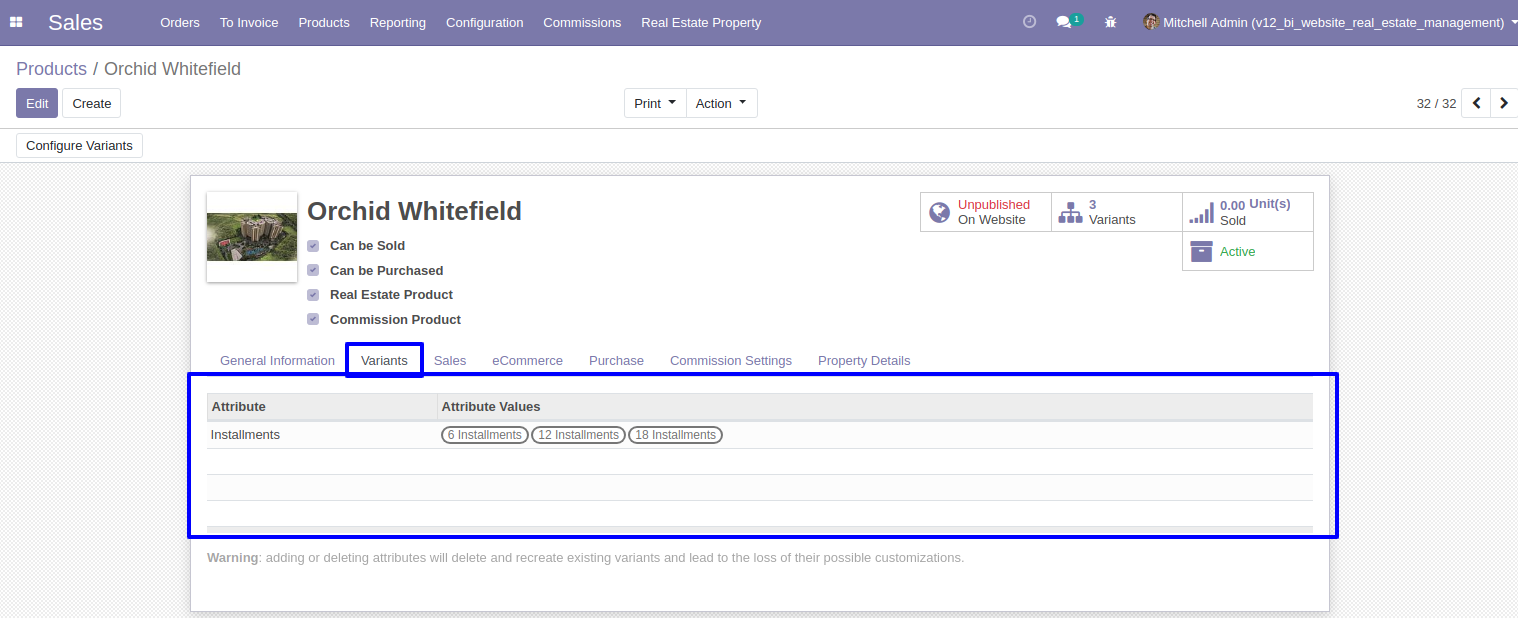 Sales Orders To Invoice Products Reporting Configuration Commissions Real Estate Property 1 Mitchell Admin (v12_bi_website_real_estate_management)
Products / Orchid Whitefield
Edit Create Print Action 32 / 32
Configure Variants
Orchid Whitefield
Unpublished On Website
3 Variants
0.00 Unit(s) Sold
Active
Can be Sold
Can be Purchased
Real Estate Product
Commission Product
General Information Variants Sales eCommerce Purchase Commission Settings Property Details
Attribute Attribute Values
Installments 6 Installments 12 Installments 18 Installments
Warning: adding or deleting attributes will delete and recreate existing variants and lead to the loss of their possible customizations.